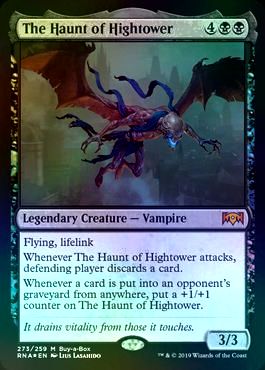 The Haunt of Hightower 4
Legendary Creature — Vampire
Flying, lifelink
Whenever The Haunt of Hightower attacks,
defending player discards a card.
Whenever a card is put into an opponent's
graveyard from anywhere, put a +1/+1
counter on The Haunt of Hightower.
It drains vitality from those it touches.
3/3
273/259 M Buy-a-Box
RNA ★ EN Lius Lasahido
™ & © 2019 Wizards of the Coast